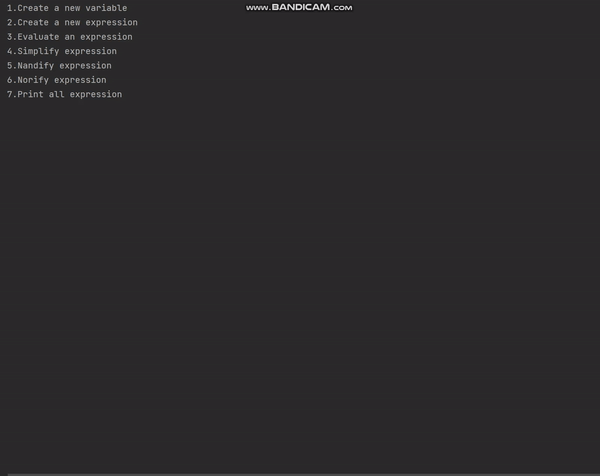 1.Create a new variable
www.BANDICAM.com
2.Create a new expression
3.Evaluate an expression
4.Simplify expression
5.Nandify expression
6.Norify expression
7.Print all expression